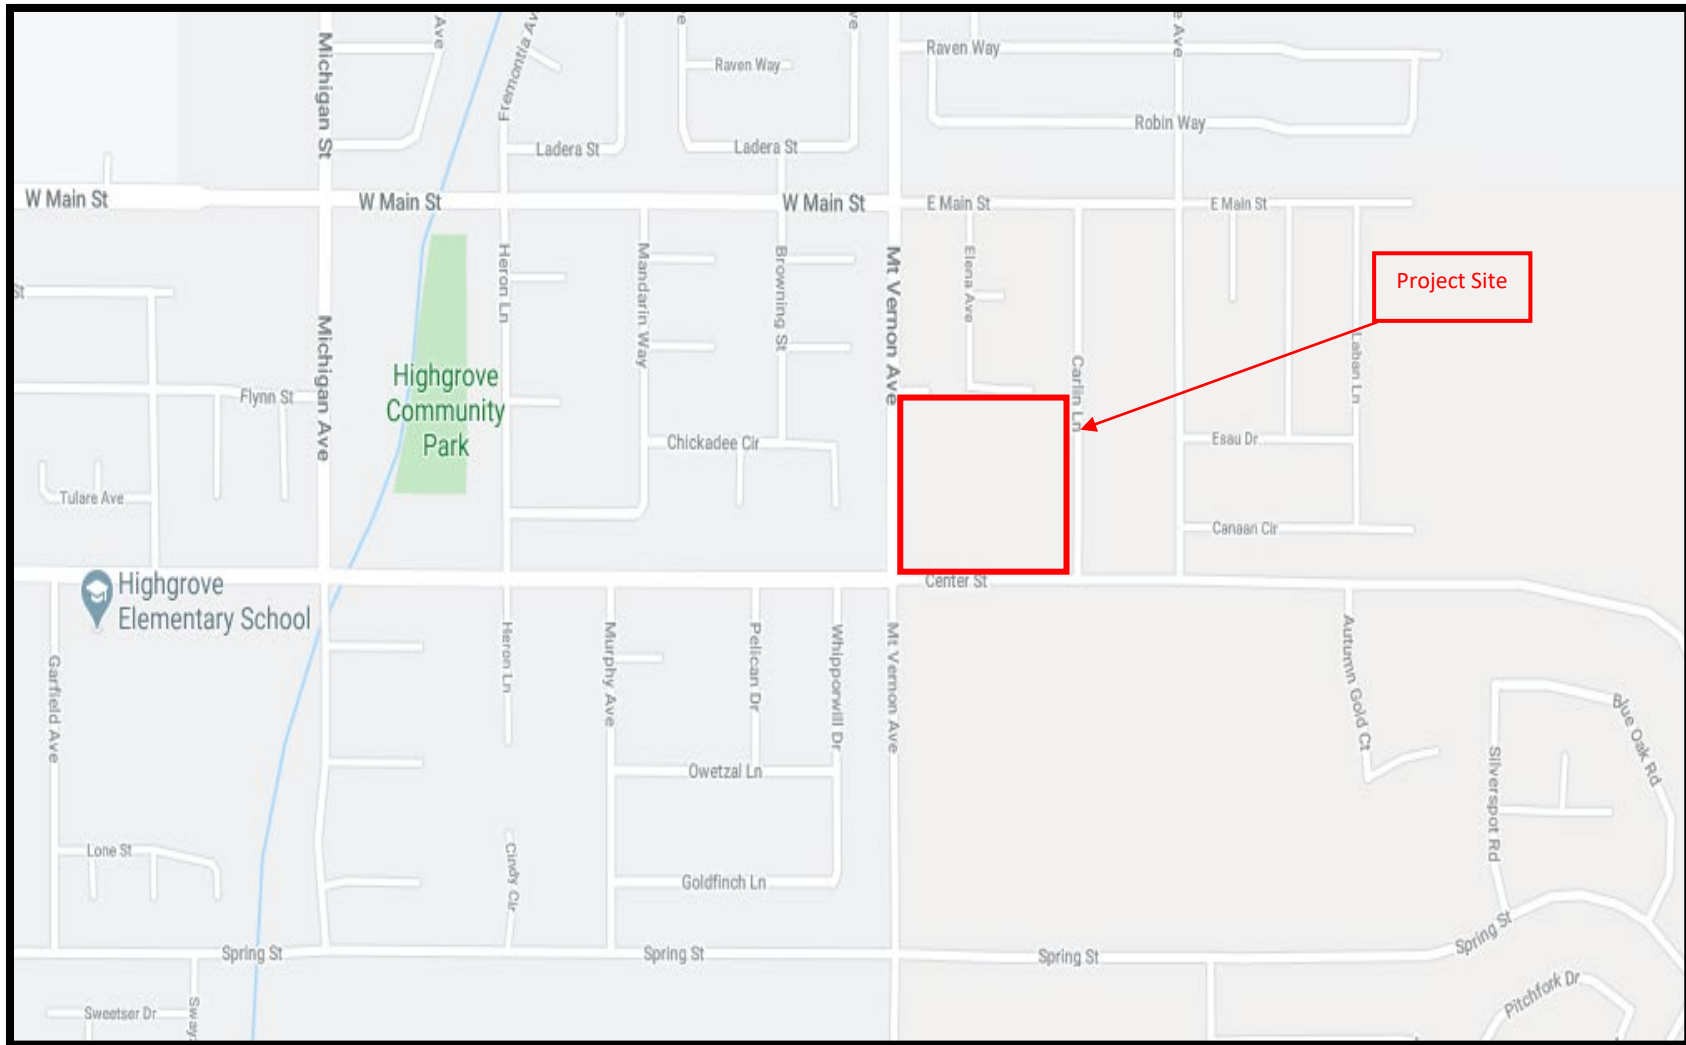 Ave
Fremontia Av
e
e
e
e Ave
Michigan St
Raven Way
Raven Way
Robin Way
Ladera St
Ladera St
W Main St
W Main St
W Main St
E Main St
E Main St
Heron Ln
Mandarin Way
Browning St
Mt Vernon Ave
Elena Ave
Project Site
St
Michigan Ave
Flynn St
Highgrove
Community
Park
Carlin Ln
Laban Ln
Chickadee Cir
Esau Dr
Tulare Ave
Canaan Cir
Highgrove
Elementary School
Center St
Garfield Ave
Heron Ln
Murphy Ave
Pelican Dr
Whipporwill Dr
Mt Vernon Ave
Autumn Gold Ct
Blue Oak Rd
Silverspot Rd
Owetzal Ln
Lone St
Cindy Cir
Goldfinch Ln
Spring St
Spring St
Spring St
Spring St
Pitchfork Dr
Sweetser Dr
Sway